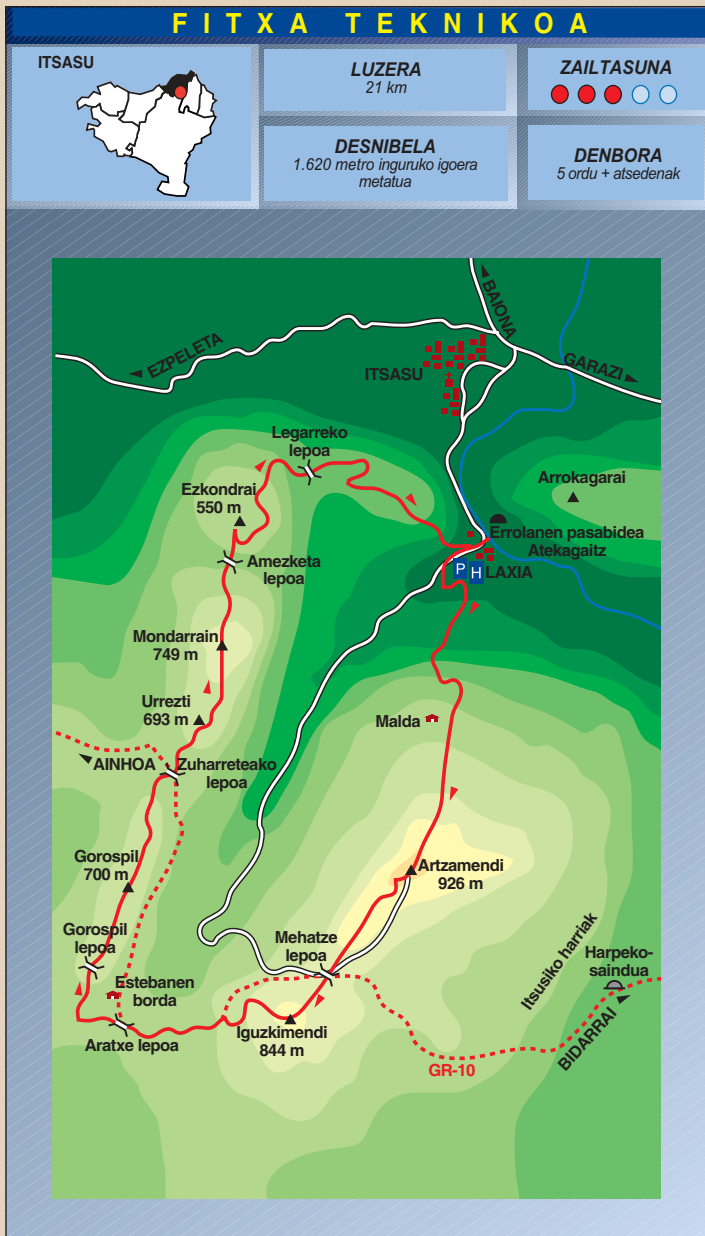 FITXA TEKNIKOA
ITSASU
LUZERA
21 km
ZAILTASUNA
DESNIBELA
1.620 metro inguruko igoera
metatua
DENBORA
5 ordu + atsedenak
BAIONA
EZPELETA
GARAZI
ITSASU
Legarreko
lepoa
Ezkondrai
550 m
Arrokagarai
Errolanen pasabidea
Atekagaitz
Amezketa
lepoa
P H LAXIA
Mondarrain
749 m
Urrezti
693 m
Malda
AINHOA
Zuharreteako
lepoa
Gorospil
700 m
Artzamendi
926 m
Gorospil
lepoa
Mehatze
lepoa
Itsusiko harriak
Harpeko-
saindua
Estebanen
borda
BIDARRAI
Aratxe lepoa
Iguzkimendi
844 m
GR-10